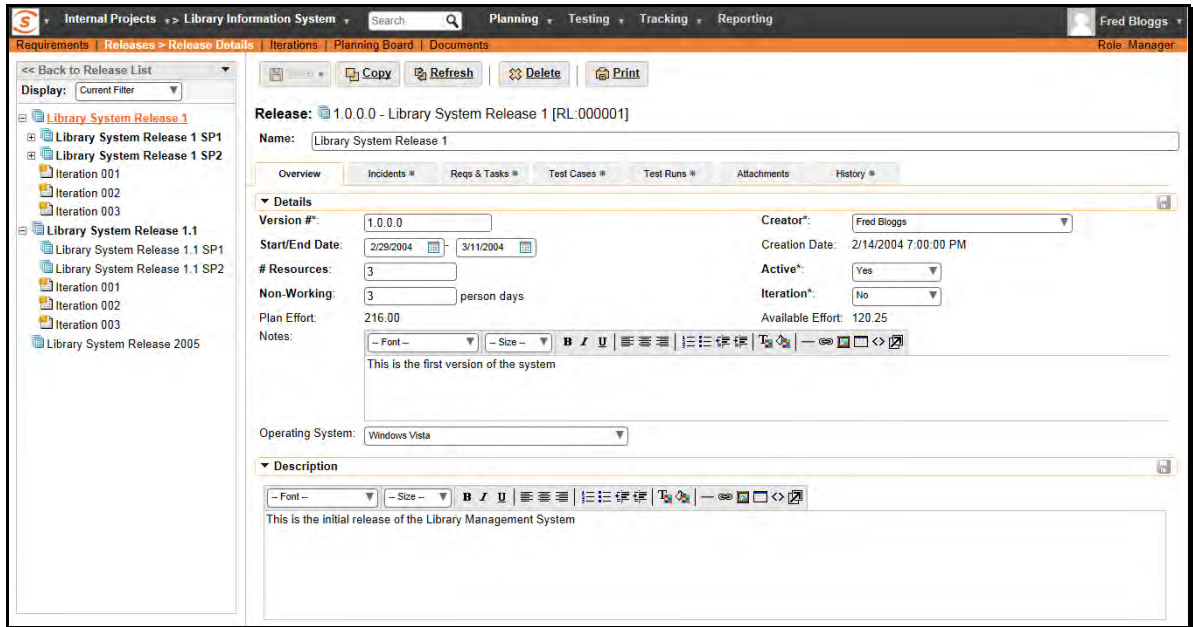 Internal Projects > Library Information System Search Planning Testing Tracking Reporting Fred Bloggs
Requirements | Releases > Release Details | Iterations | Planning Board | Documents Role: Manager
<< Back to Release List
Display: Current Filter
Library System Release 1
Library System Release 1 SP1
Library System Release 1 SP2
Iteration 001
Iteration 002
Iteration 003
Library System Release 1.1
Library System Release 1.1 SP1
Library System Release 1.1 SP2
Iteration 001
Iteration 002
Iteration 003
Library System Release 2005
Copy Refresh Delete Print
Release: 1.0.0.0 - Library System Release 1 [RL:000001]
Name: Library System Release 1
Overview Incidents * Reqs & Tasks * Test Cases * Test Runs * Attachments History *
Details
Version #*: 1.0.0.0 Creator*: Fred Bloggs
Start/End Date: 2/29/2004 - 3/11/2004 Creation Date: 2/14/2004 7:00:00 PM
# Resources: 3 Active*: Yes
Non-Working: 3 person days Iteration*: No
Plan Effort: 216.00 Available Effort: 120.25
Notes: -- Font -- -- Size -- B I U
This is the first version of the system
Operating System: Windows Vista
Description
-- Font -- -- Size -- B I U
This is the initial release of the Library Management System